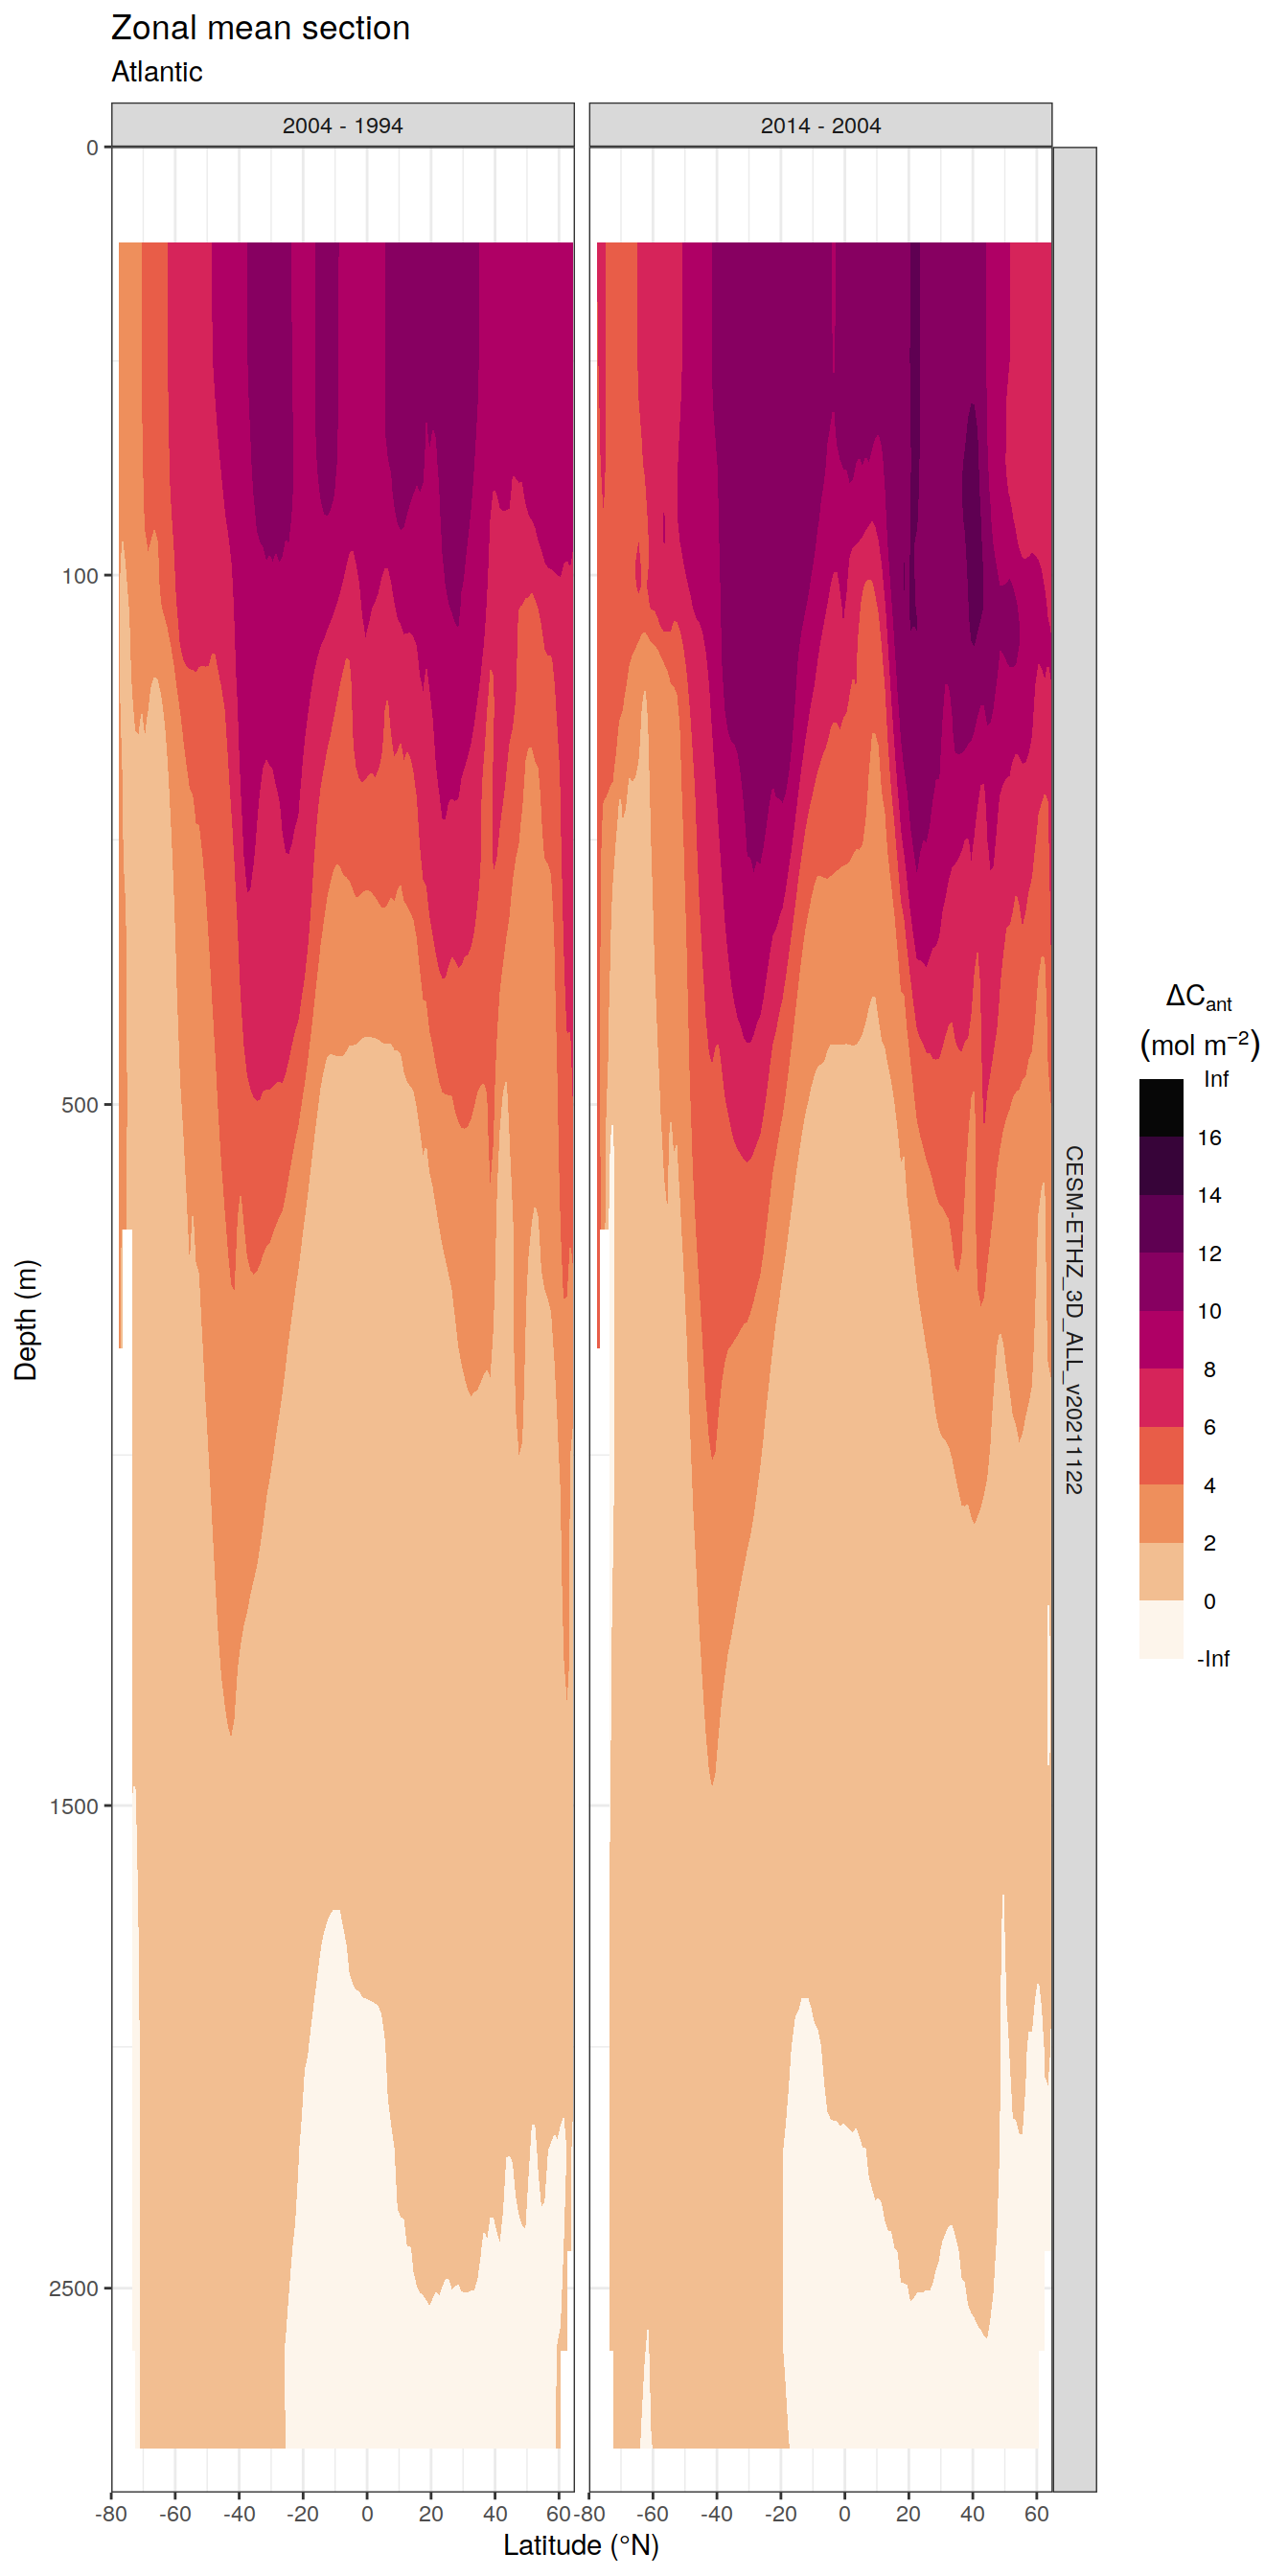 Zonal mean section
Atlantic
2004 - 1994
2014 - 2004
0
100
500
1500
2500
Depth (m)
-80 -60 -40 -20 0 20 40 60
-80 -60 -40 -20 0 20 40 60
Latitude (°N)
CESM-ETHZ_3D_ALL_v20211122
ΔCant
(mol m⁻²)
Inf
16
14
12
10
8
6
4
2
0
-Inf